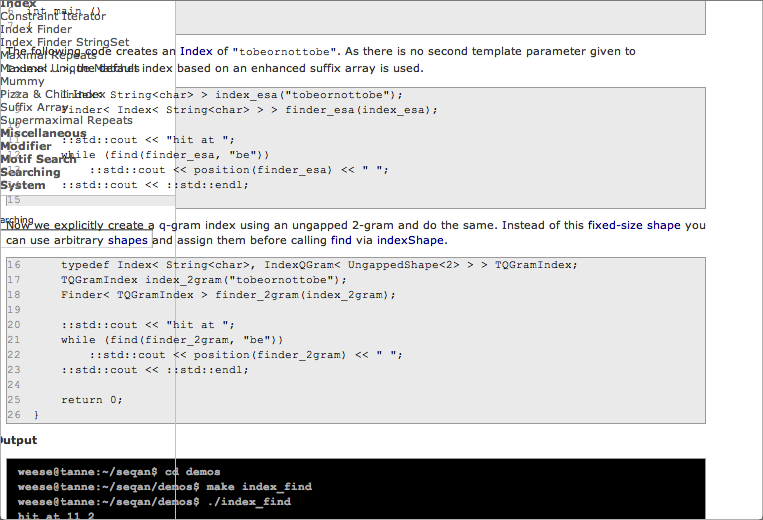 Index
Constraint Iterator
Index Finder
Index Finder StringSet
Maximal Repeats
Maximal Unique Matches
Mummy
Pizza & Chili Index
Suffix Array
Supermaximal Repeats
Miscellaneous
Modifier
Motif Search
Searching
System
arching
6 int main ()
7 {
The following code creates an Index of "tobeornottobe". As there is no second template parameter given to
the default index based on an enhanced suffix array is used.
Index< String<char> > index_esa("tobeornottobe");
Finder< Index< String<char> > > finder_esa(index_esa);
10
11 ::std::cout << "hit at ";
12 while (find(finder_esa, "be"))
13 ::std::cout << position(finder_esa) << " ";
14 ::std::cout << ::std::endl;
15
Now we explicitly create a q-gram index using an ungapped 2-gram and do the same. Instead of this fixed-size shape you
can use arbitrary shapes and assign them before calling find via indexShape.
16 typedef Index< String<char>, IndexQGram< UngappedShape<2> > > TQGramIndex;
17 TQGramIndex index_2gram("tobeornottobe");
18 Finder< TQGramIndex > finder_2gram(index_2gram);
19
20 ::std::cout << "hit at ";
21 while (find(finder_2gram, "be"))
22 ::std::cout << position(finder_2gram) << " ";
23 ::std::cout << ::std::endl;
24
25 return 0;
26 }
Output
weese@tanne:~/seqan$ cd demos
weese@tanne:~/seqan/demos$ make index_find
weese@tanne:~/seqan/demos$ ./index_find
hit at 11 2